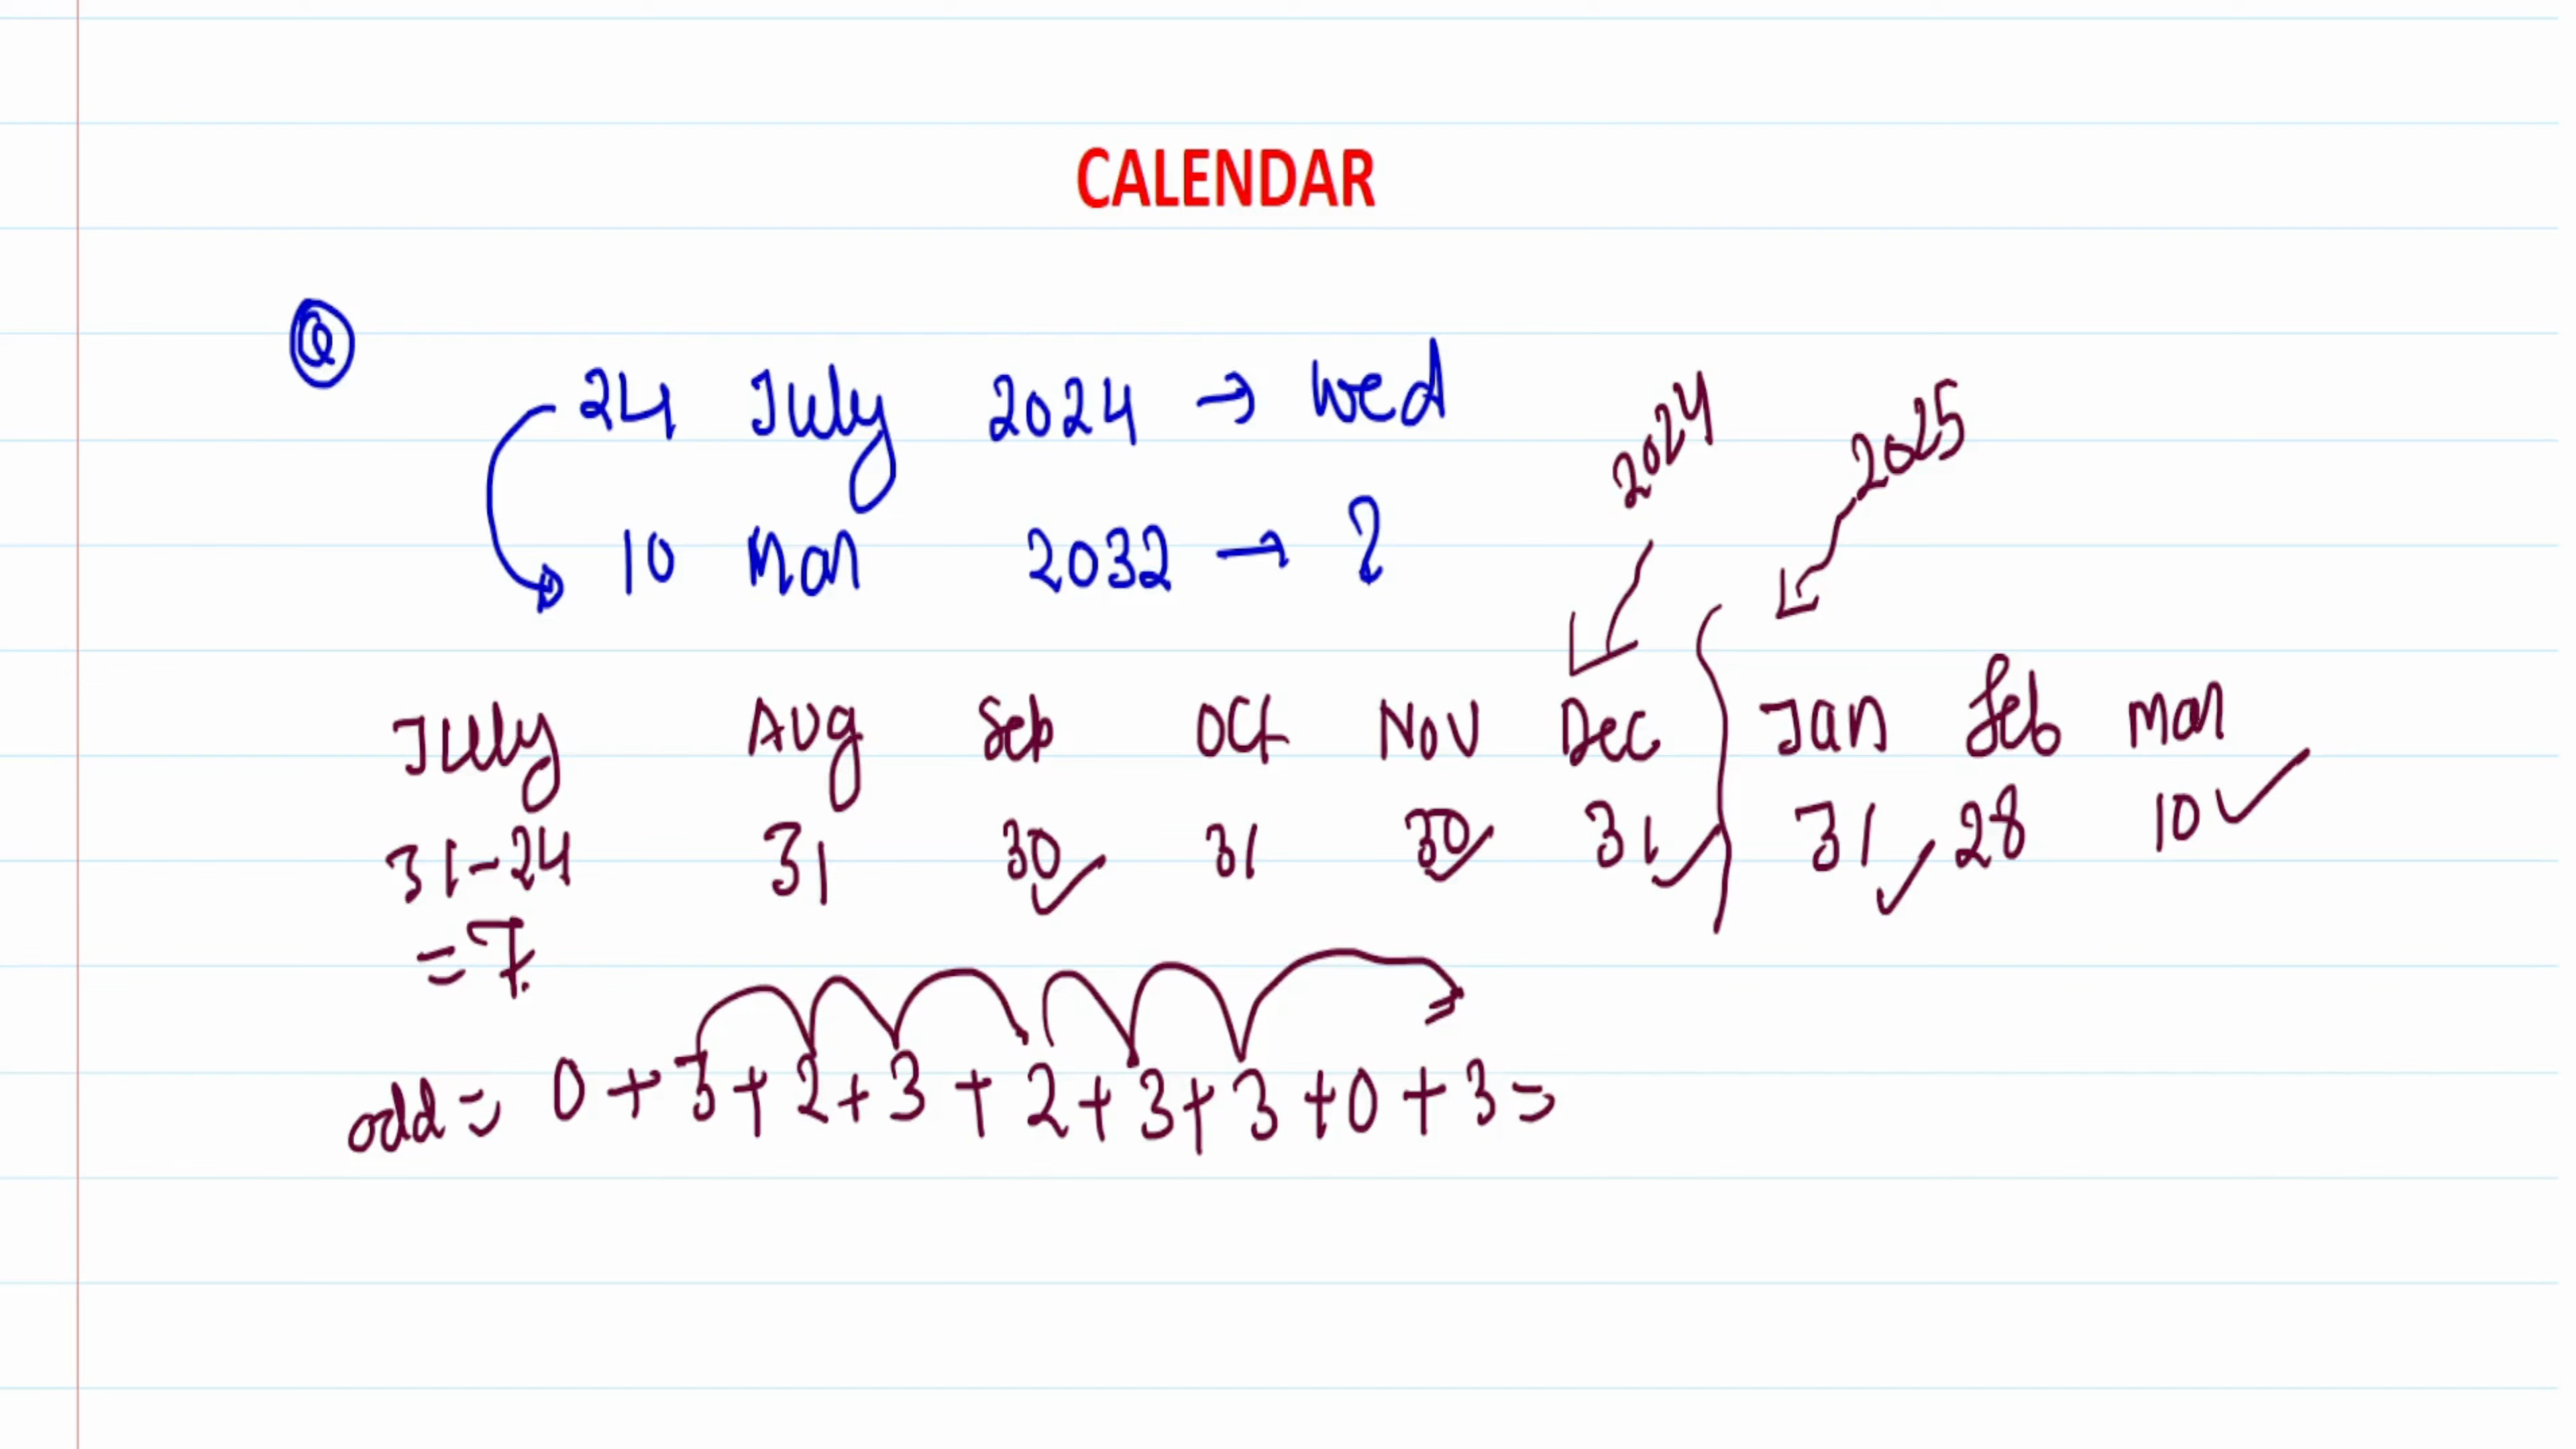 CALENDAR
Q
24 July 2024 → Wed
10 Mar 2032 → ?
2024 2025
July Aug Sep Oct Nov Dec Jan Feb Mar
31-24 31 30 31 30 31 31 28 10
=7
odd= 0+3+2+3+2+3+3+0+3=